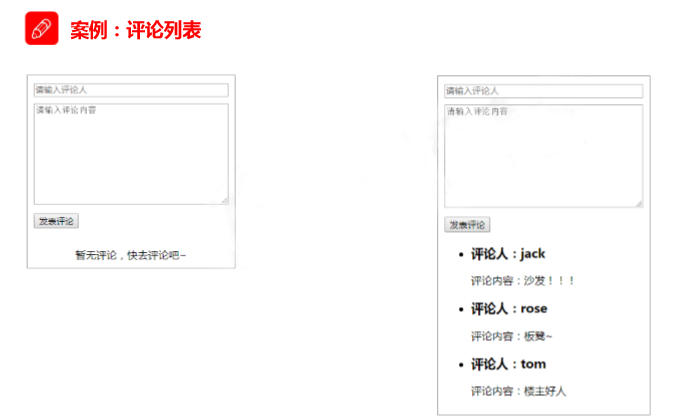 案例：评论列表
请输入评论人
请输入评论内容
发表评论
暂无评论，快去评论吧~
请输入评论人
请输入评论内容
发表评论
评论人：jack
评论内容：沙发！！！
评论人：rose
评论内容：板凳~
评论人：tom
评论内容：楼主好人